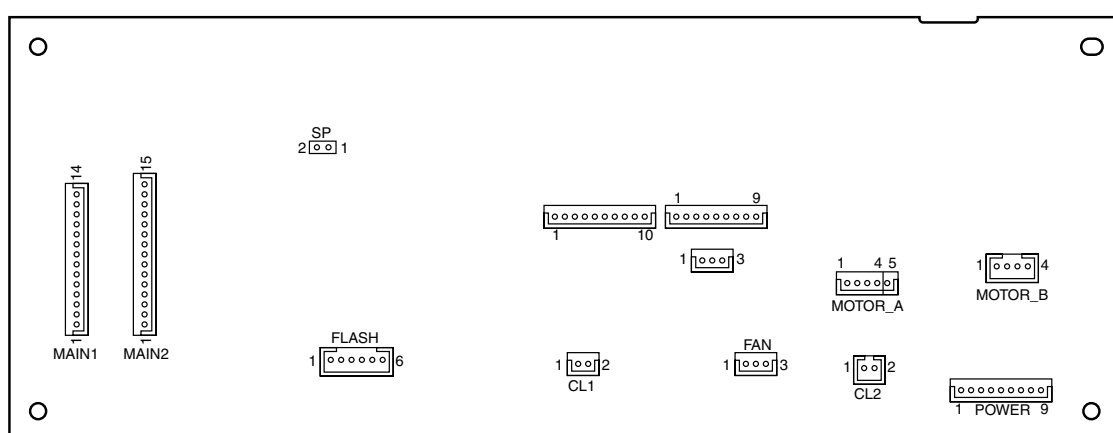 SP
2 1
14
15
1 9
1 10
1 3
1 4 5
MOTOR_A
1 4
MOTOR_B
1
MAIN1
1
MAIN2
FLASH
1 6
1 2
CL1
FAN
1 3
1 2
CL2
1 POWER 9